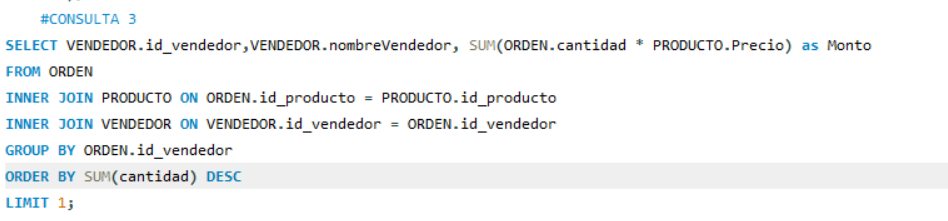 #CONSULTA 3
SELECT VENDEDOR.id_vendedor,VENDEDOR.nombreVendedor, SUM(ORDEN.cantidad * PRODUCTO.Precio) as Monto
FROM ORDEN
INNER JOIN PRODUCTO ON ORDEN.id_producto = PRODUCTO.id_producto
INNER JOIN VENDEDOR ON VENDEDOR.id_vendedor = ORDEN.id_vendedor
GROUP BY ORDEN.id_vendedor
ORDER BY SUM(cantidad) DESC
LIMIT 1;